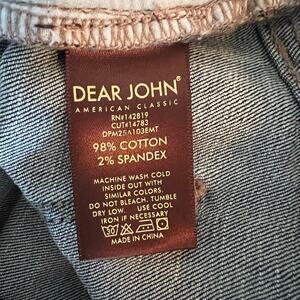 DEAR JOHN®
AMERICAN CLASSIC
RN#142819
CUT#14783
DPM25A103EMT
98% COTTON
2% SPANDEX
MACHINE WASH COLD
INSIDE OUT WITH
SIMILAR COLORS.
DO NOT BLEACH. TUMBLE
DRY LOW. USE COOL
IRON IF NECESSARY
30
MADE IN CHINA